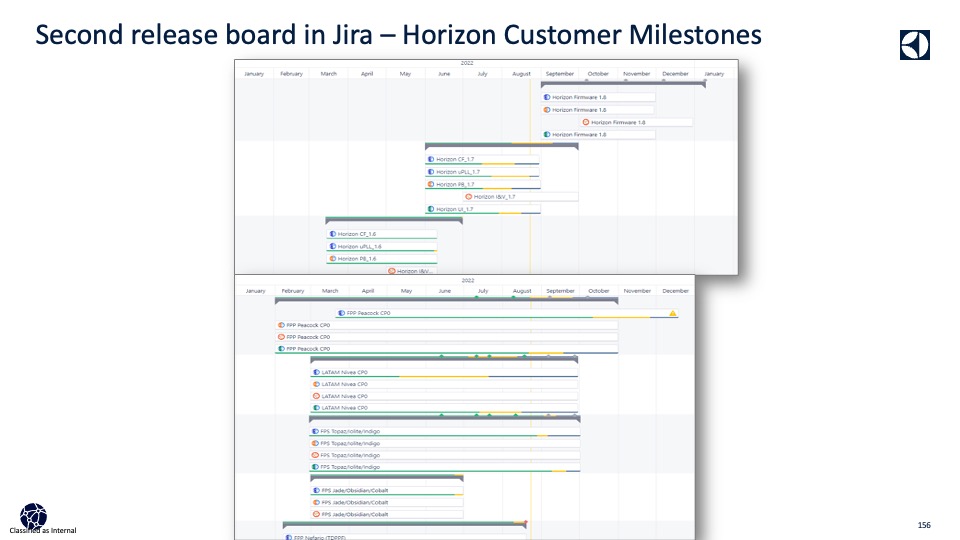 Second release board in Jira – Horizon Customer Milestones
2022
January February March April May June July August September October November December January
Horizon Firmware 1.8
Horizon Firmware 1.8
Horizon Firmware 1.8
Horizon Firmware 1.8
Horizon CF_1.7
Horizon uPLL_1.7
Horizon PB_1.7
Horizon I&V_1.7
Horizon UI_1.7
Horizon CF_1.6
Horizon uPLL_1.6
Horizon PB_1.6
Horizon I&V...
2022
January February March April May June July August September October November December
FPP Peacock CP0
FPP Peacock CP0
FPP Peacock CP0
FPP Peacock CP0
LATAM Nivea CP0
LATAM Nivea CP0
LATAM Nivea CP0
LATAM Nivea CP0
FPS Topaz/Iolite/Indigo
FPS Topaz/Iolite/Indigo
FPS Topaz/Iolite/Indigo
FPS Topaz/Iolite/Indigo
FPS Jade/Obsidian/Cobalt
FPS Jade/Obsidian/Cobalt
FPS Jade/Obsidian/Cobalt
FPP Nefang (TDPPF)
Classified as Internal
156